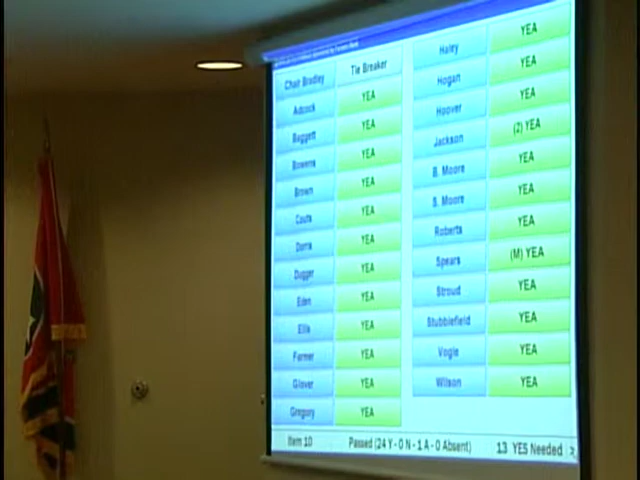 Chair Bradley Tie Breaker
Adcock YEA
Baggett YEA
Bowens YEA
Brown YEA
Couts YEA
Dorris YEA
Dugger YEA
Eden YEA
Ellis YEA
Farmer YEA
Glover YEA
Gregory YEA
Haley YEA
Hogan YEA
Hoover YEA
Jackson (2) YEA
B. Moore YEA
S. Moore YEA
Roberts YEA
Spears (M) YEA
Stroud YEA
Stubblefield YEA
Vogle YEA
Wilson YEA
Item 10 Passed (24 Y - 0 N - 1 A - 0 Absent) 13 YES Needed